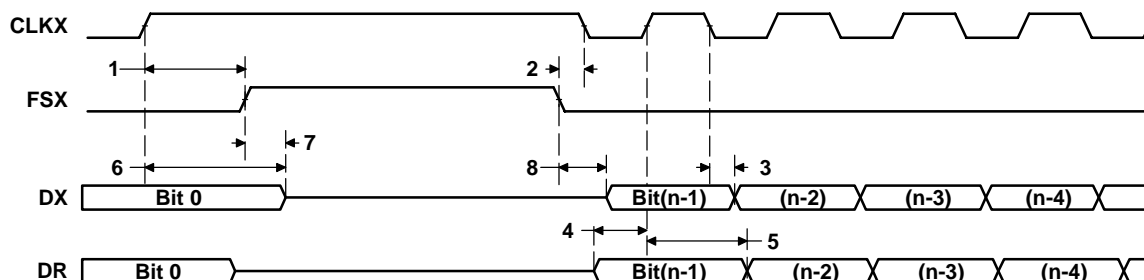 CLKX
1 2
FSX
7
6 8 3
DX Bit 0 Bit(n-1) (n-2) (n-3) (n-4)
4 5
DR Bit 0 Bit(n-1) (n-2) (n-3) (n-4)